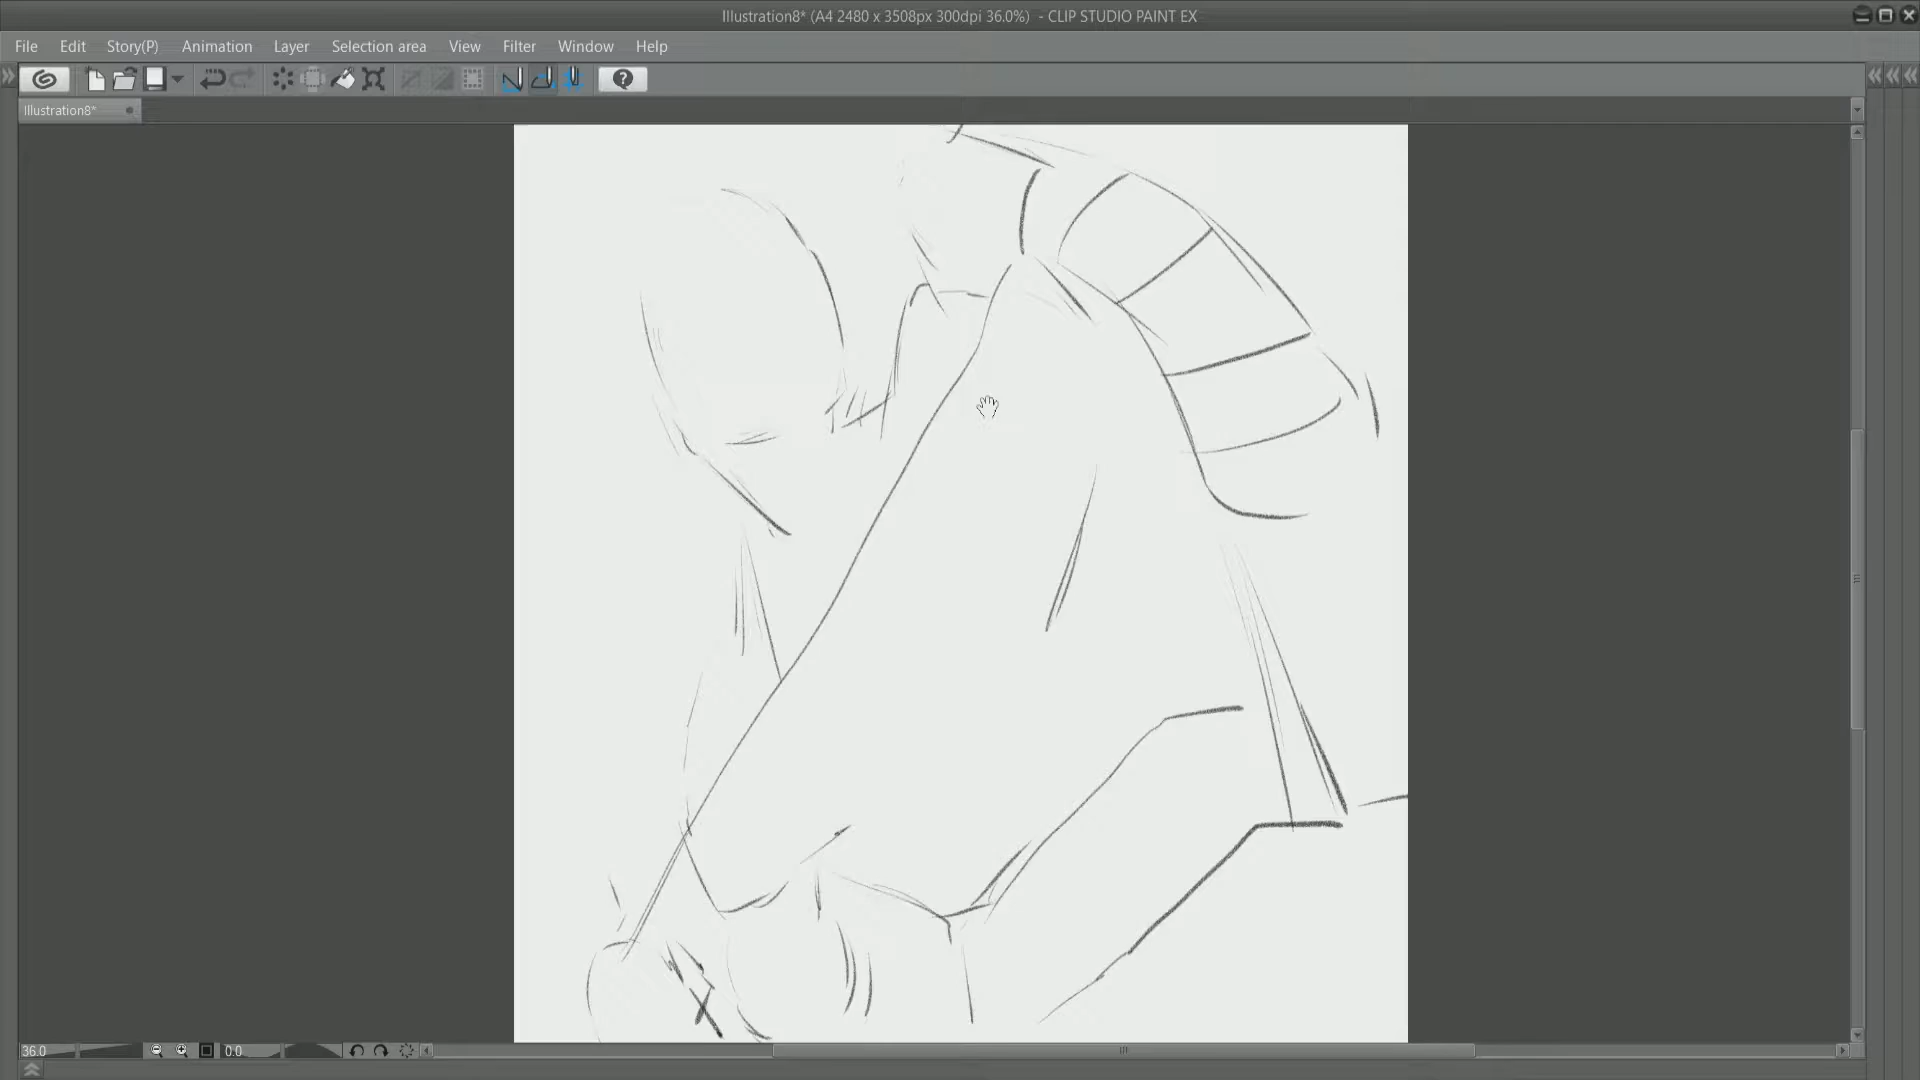 Illustration8* (A4 2480 x 3508px 300dpi 36.0%)  - CLIP STUDIO PAINT EX
File Edit Story(P) Animation Layer Selection area View Filter Window Help
Illustration8*
36.0 0.0